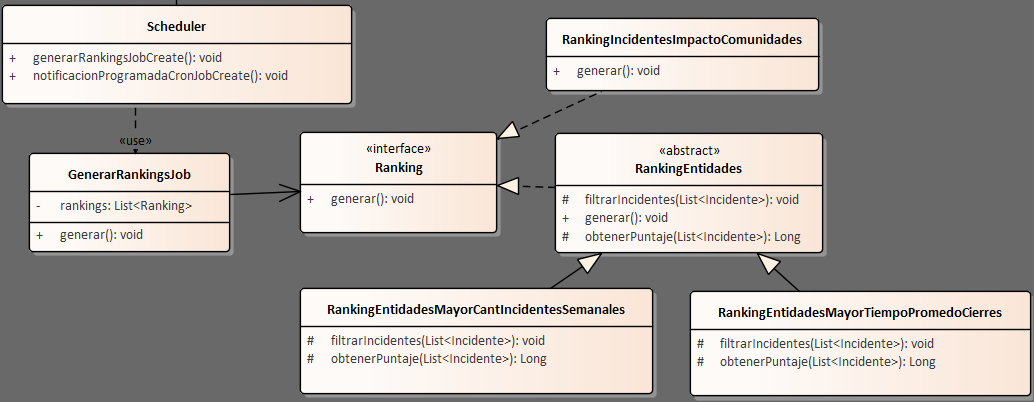 Scheduler
+ generarRankingsJobCreate(): void
+ notificacionProgramadaCronJobCreate(): void
RankingIncidentesImpactoComunidades
+ generar(): void
«use»
GenerarRankingsJob
- rankings: List<Ranking>
+ generar(): void
«interface»
Ranking
+ generar(): void
«abstract»
RankingEntidades
# filtrarIncidentes(List<Incidente>): void
+ generar(): void
# obtenerPuntaje(List<Incidente>): Long
RankingEntidadesMayorCantIncidentesSemanales
# filtrarIncidentes(List<Incidente>): void
# obtenerPuntaje(List<Incidente>): Long
RankingEntidadesMayorTiempoPromedoCierres
# filtrarIncidentes(List<Incidente>): void
# obtenerPuntaje(List<Incidente>): Long